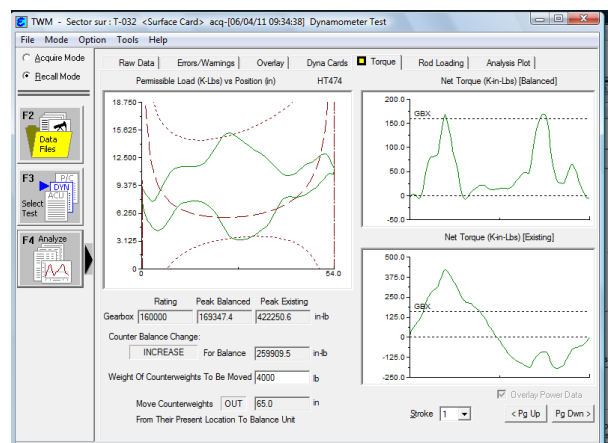 TWM - Sector sur : T-032 <Surface Card> acq-[06/04/11 09:34:38] Dynamometer Test
File Mode Option Tools Help
Acquire Mode
Recall Mode
F2
Data
Files
F3
P/C
DYN
ACU
Select
Test
F4 Analyze
Raw Data Errors/Warnings Overlay Dyna Cards Torque Rod Loading Analysis Plot
Permissible Load (K-Lbs) vs Position (in) HT474
18.750
15.625
12.500
9.375
6.250
3.125
0
0 54.0
Net Torque (K-in-Lbs) [Balanced]
200.0
GBX
150.0
100.0
50.0
0
-50.0
Net Torque (K-in-Lbs) [Existing]
500.0
375.0
250.0
GBX
125.0
0
-125.0
-250.0
Rating Peak Balanced Peak Existing
Gearbox 160000 169347.4 422250.6 in-lb
Counter Balance Change:
INCREASE For Balance 259909.5 in-lb
Weight Of Counterweights To Be Moved 4000 lb
Move Counterweights OUT 65.0 in
From Their Present Location To Balance Unit
Overlay Power Data
Stroke 1 < Pg Up Pg Dwn >